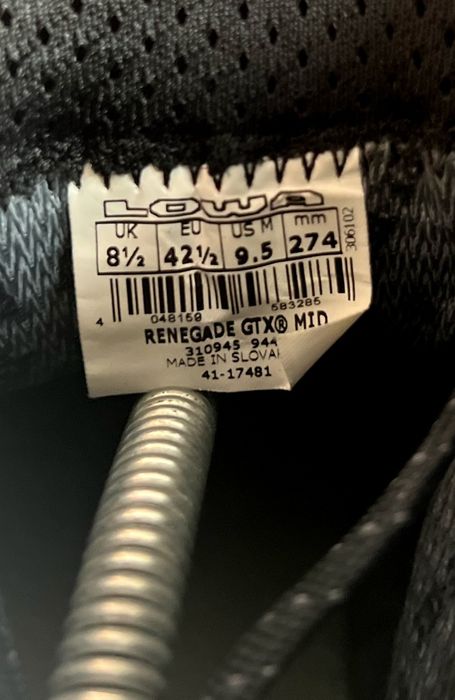 LOWA
UK EU US M mm
8½ 42½ 9.5 274
306102
4 048159 583285
RENEGADE GTX® MID
310945 944
MADE IN SLOVA
41-17481